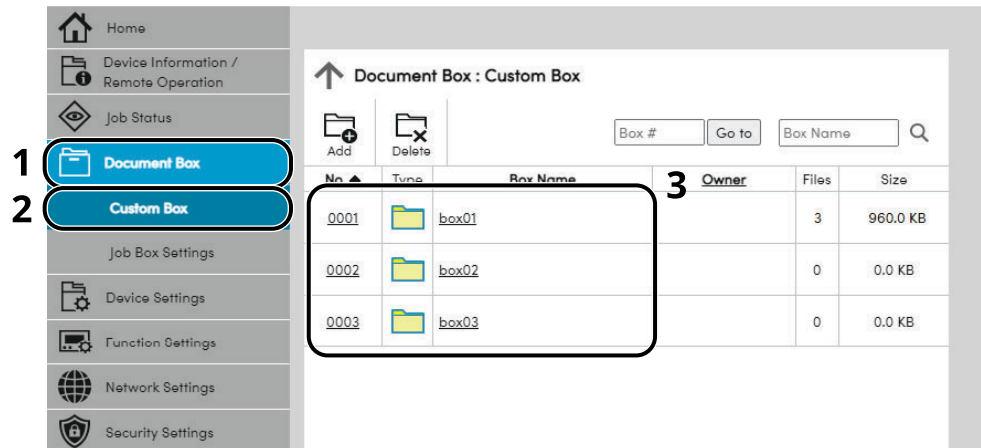 Home
Device Information /
Remote Operation
Job Status
1
Document Box
2
Custom Box
Job Box Settings
Device Settings
Function Settings
Network Settings
Security Settings
Document Box : Custom Box
Add
Delete
Box #
Go to
Box Name
No. Type Box Name 3 Owner Files Size
0001 box01 3 960.0 KB
0002 box02 0 0.0 KB
0003 box03 0 0.0 KB